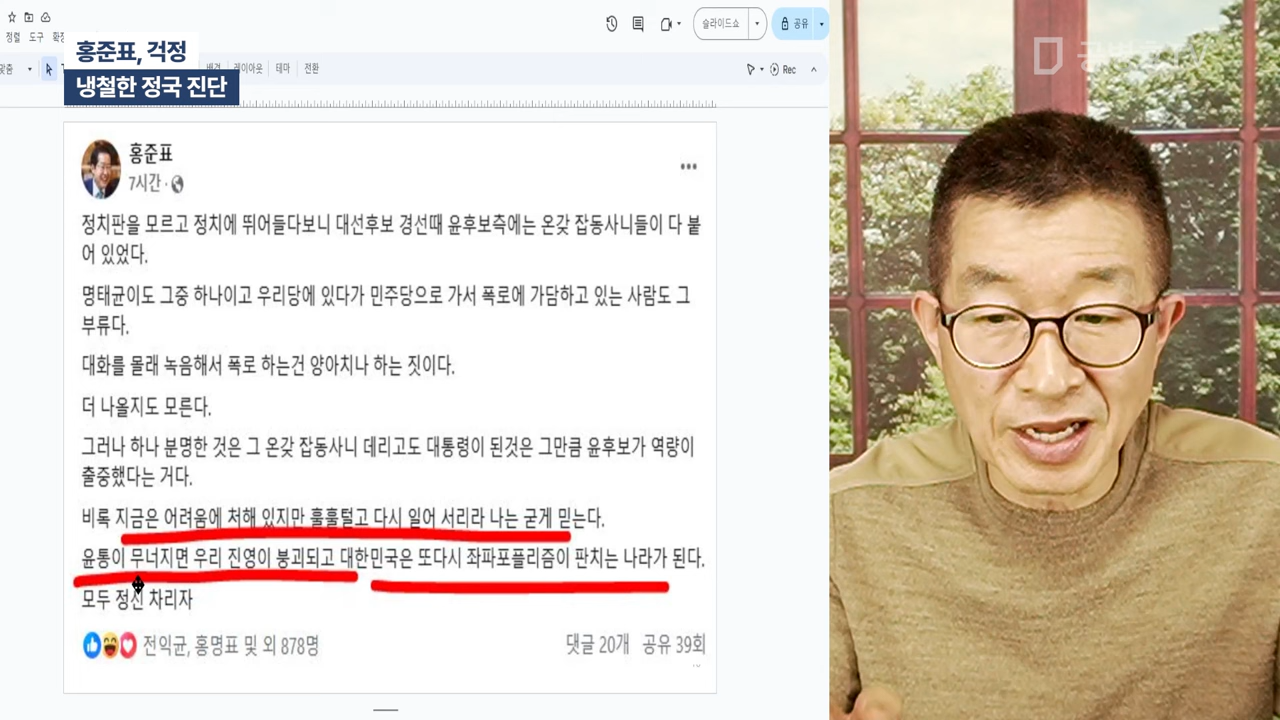 정렬 도구
슬라이드쇼
공유
홍준표, 걱정
냉철한 정국 진단
배경 레이아웃 테마 전환
Rec
홍준표
7시간
정치판을 모르고 정치에 뛰어들다보니 대선후보 경선때 윤후보측에는 온갖 잡동사니들이 다 붙
어 있었다.
명태균이도 그중 하나이고 우리당에 있다가 민주당으로 가서 폭로에 가담하고 있는 사람도 그
부류다.
대화를 몰래 녹음해서 폭로 하는건 양아치나 하는 짓이다.
더 나올지도 모른다.
그러나 하나 분명한 것은 그 온갖 잡동사니 데리고도 대통령이 된것은 그만큼 윤후보가 역량이
출중했다는 거다.
비록 지금은 어려움에 처해 있지만 훌훌털고 다시 일어 서리라 나는 굳게 믿는다.
윤통이 무너지면 우리 진영이 붕괴되고 대한민국은 또다시 좌파포플리즘이 판치는 나라가 된다.
모두 정신 차리자
전익균, 홍명표 및 외 878명
댓글 20개 공유 39회